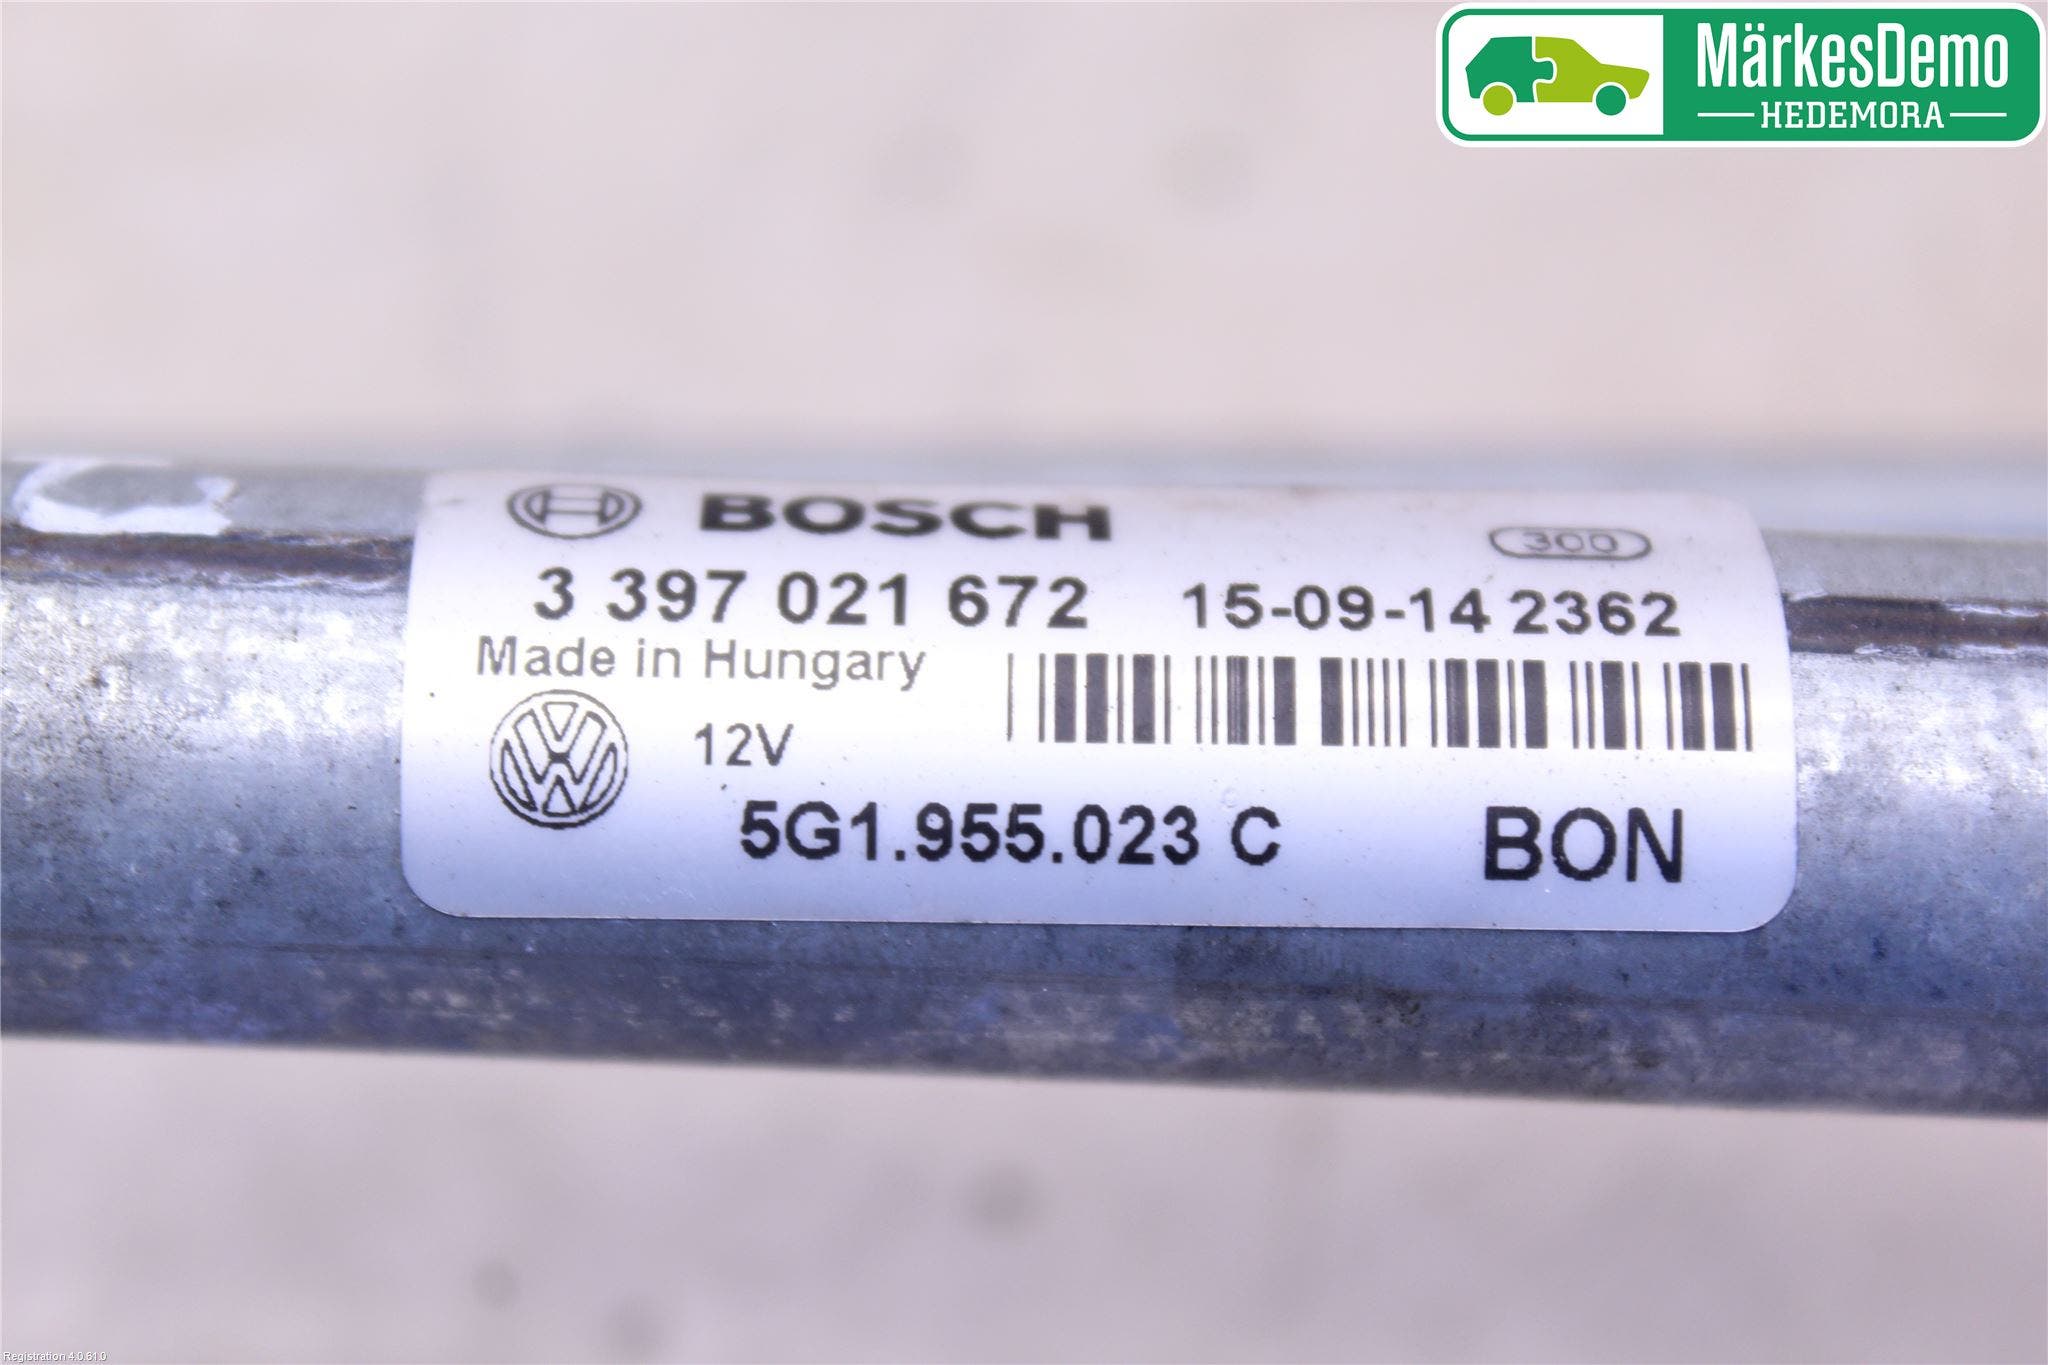 MärkesDemo
HEDEMORA
BOSCH
300
3 397 021 672 15-09-14 2362
Made in Hungary
12V
5G1.955.023 C BON
Registration 4.0.61.0